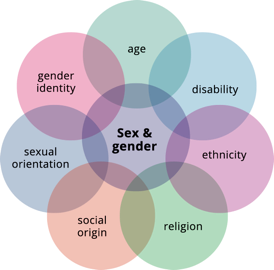 age
gender
identity
disability
Sex &
gender
sexual
orientation
ethnicity
social
origin
religion